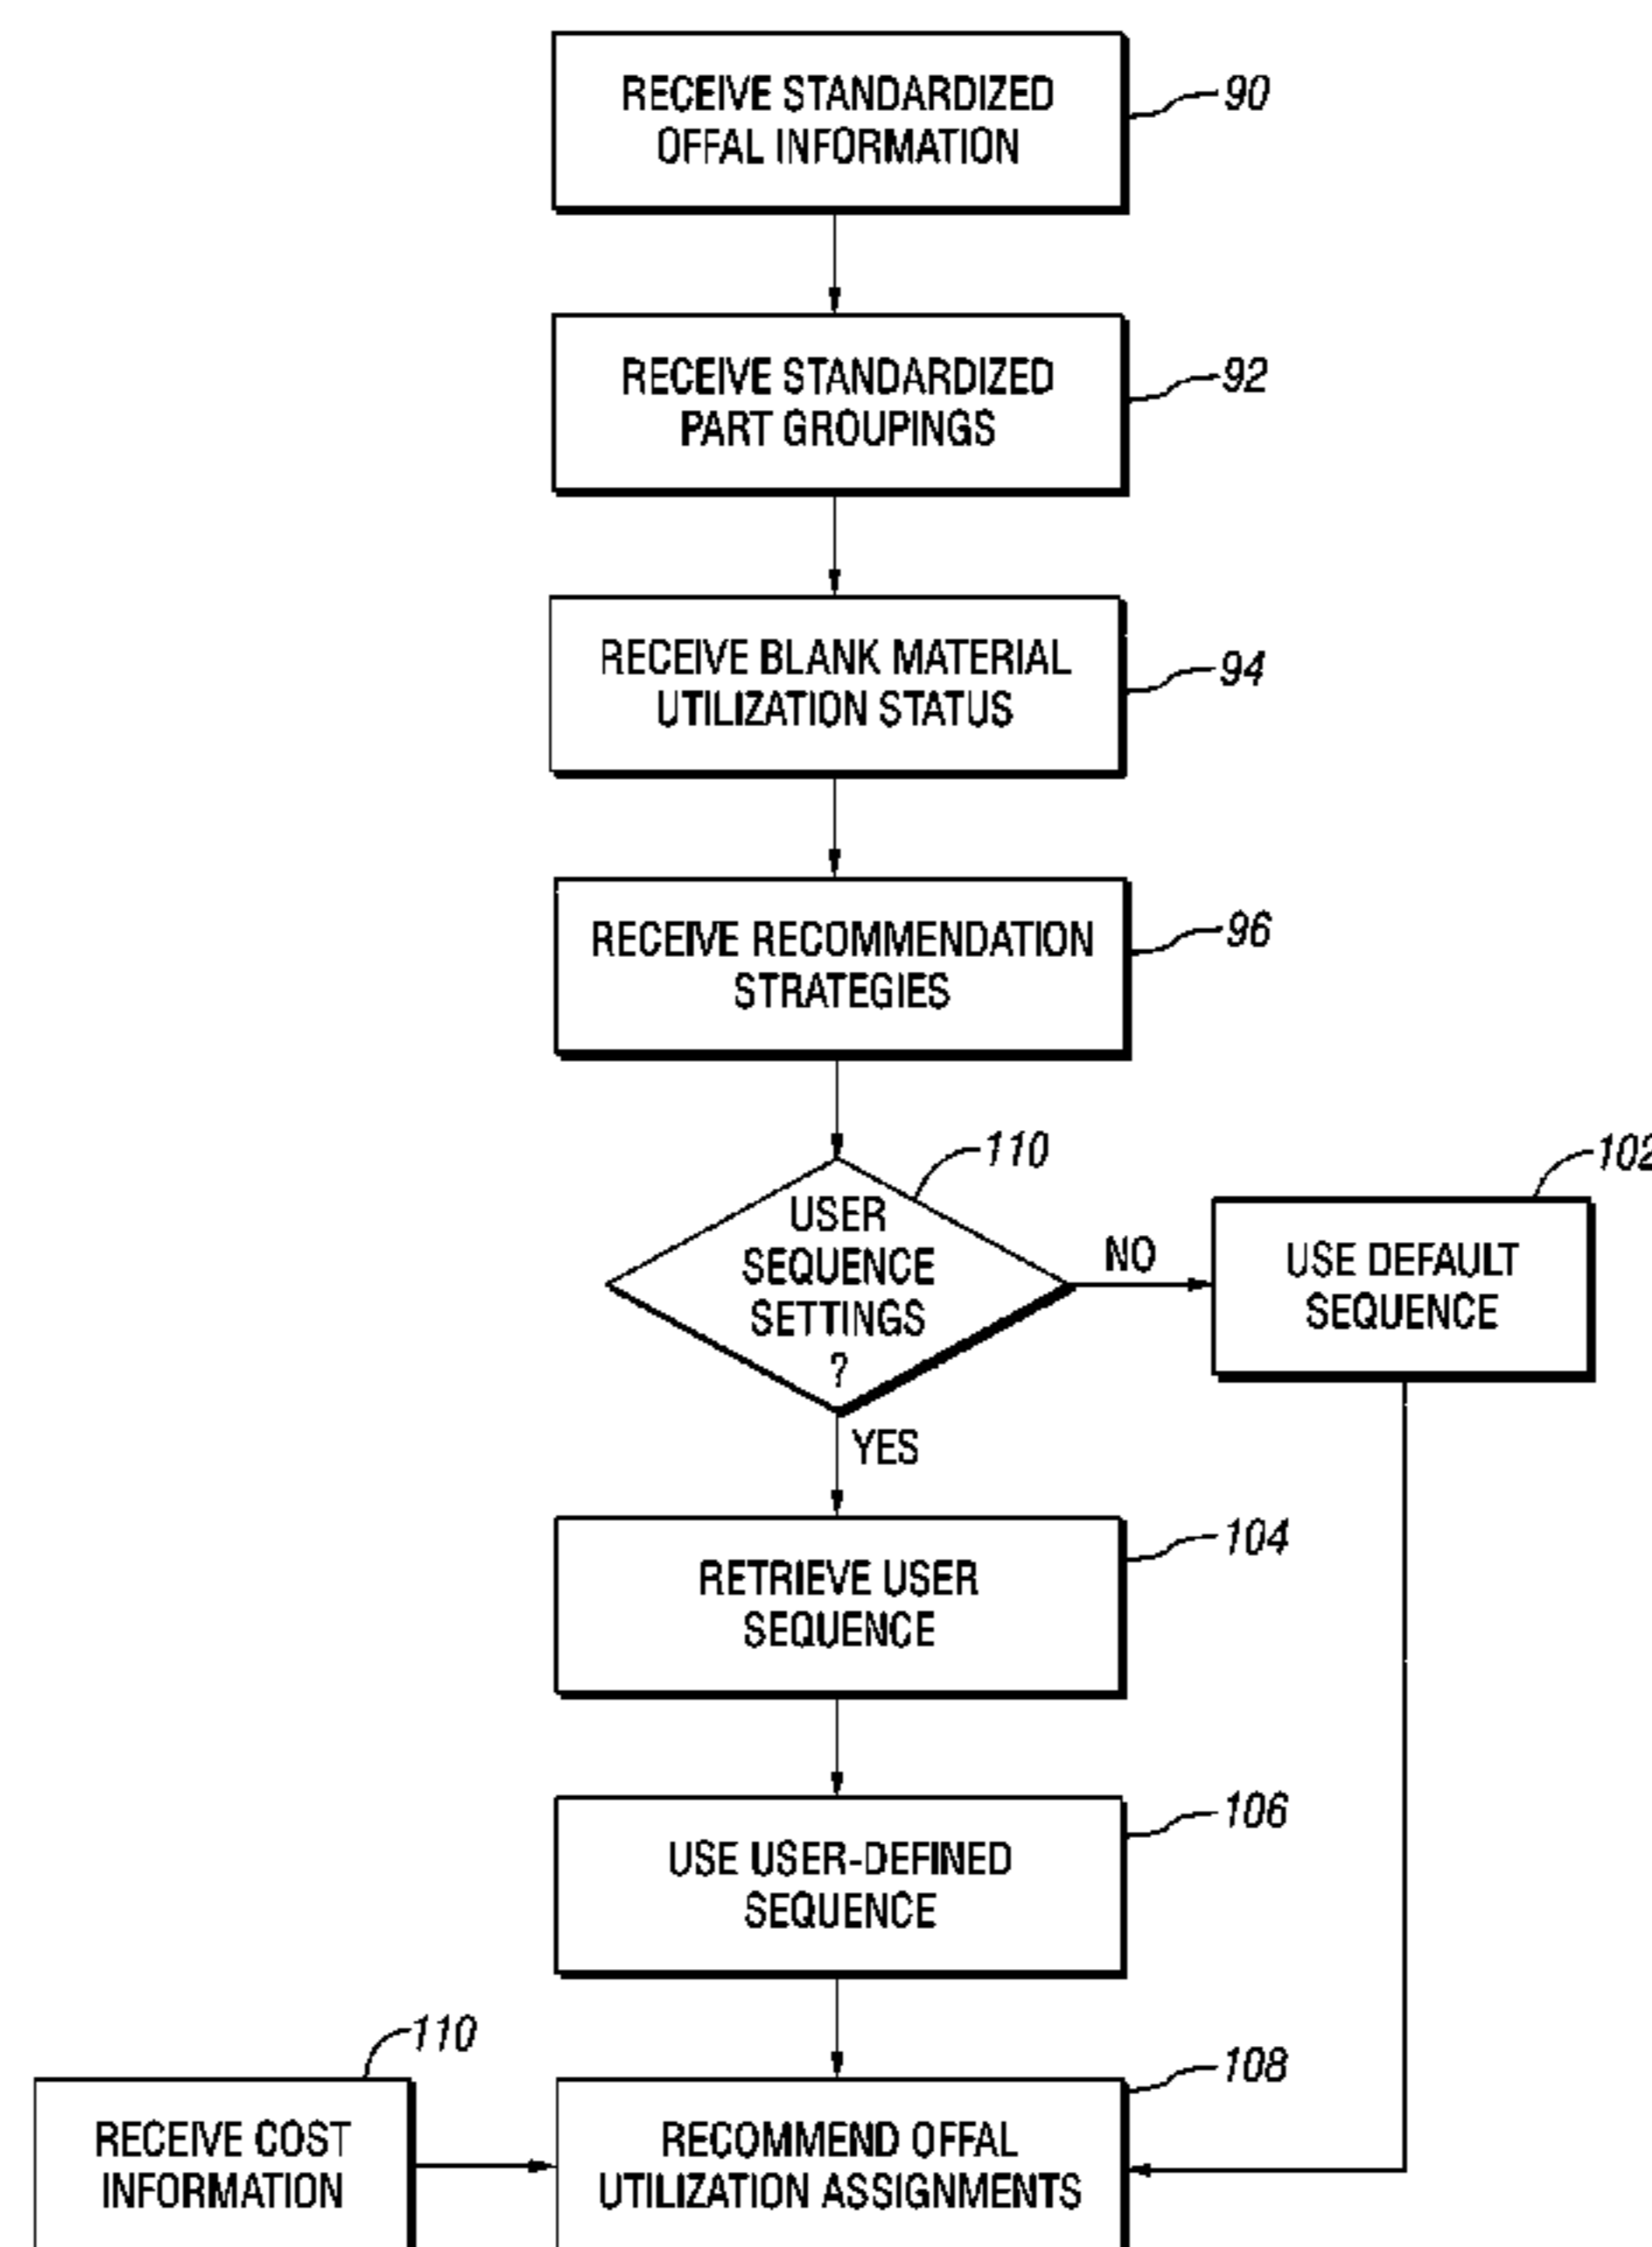 RECEIVE STANDARDIZED
OFFAL INFORMATION
90
RECEIVE STANDARDIZED
PART GROUPINGS
92
RECEIVE BLANK MATERIAL
UTILIZATION STATUS
94
RECEIVE RECOMMENDATION
STRATEGIES
96
USER
SEQUENCE
SETTINGS
?
110
NO
USE DEFAULT
SEQUENCE
102
YES
RETRIEVE USER
SEQUENCE
104
USE USER-DEFINED
SEQUENCE
106
RECEIVE COST
INFORMATION
110
RECOMMEND OFFAL
UTILIZATION ASSIGNMENTS
108